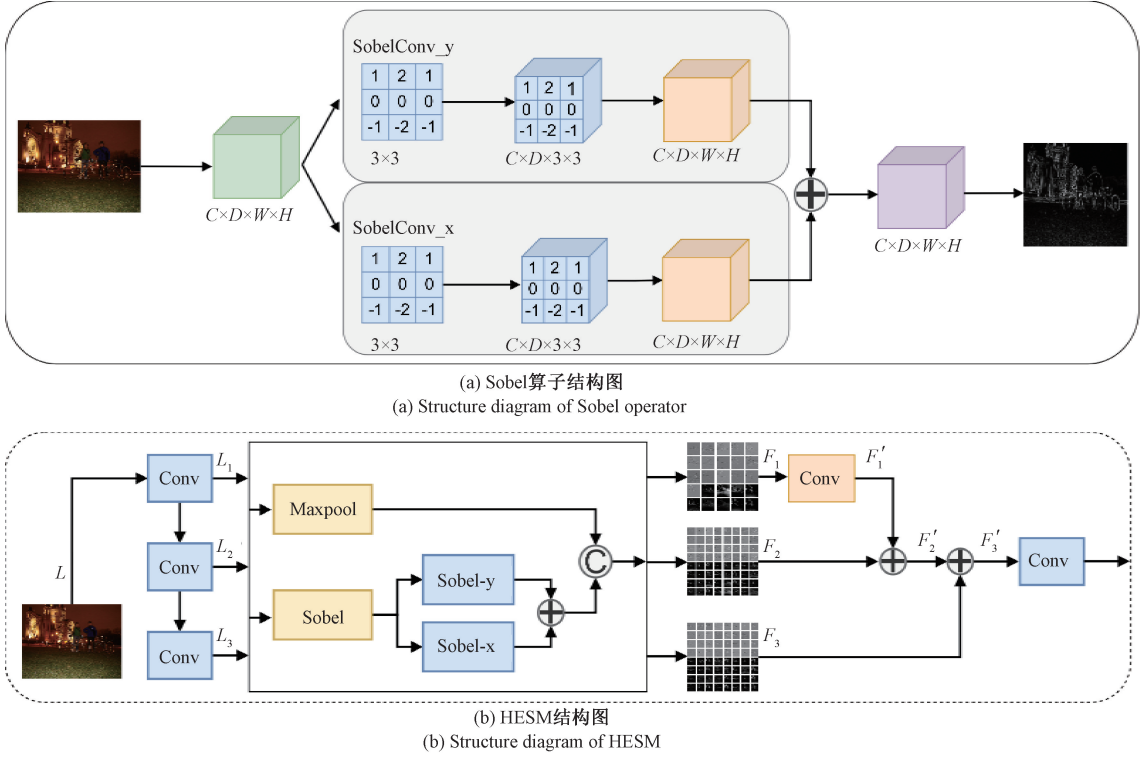 SobelConv_y
1 2 1
0 0 0
-1 -2 -1
3×3
1 2 1
0 0 0
-1 -2 -1
C×D×3×3
C×D×W×H
C×D×W×H
SobelConv_x
1 2 1
0 0 0
-1 -2 -1
3×3
1 2 1
0 0 0
-1 -2 -1
C×D×3×3
C×D×W×H
C×D×W×H
(a) Sobel算子结构图
(a) Structure diagram of Sobel operator
L
Conv
L₁
Conv
L₂
Conv
L₃
Maxpool
Sobel
Sobel-y
Sobel-x
C
F₁
Conv
F₁′
F₂
F₂′
F₃′
Conv
F₃
(b) HESM结构图
(b) Structure diagram of HESM